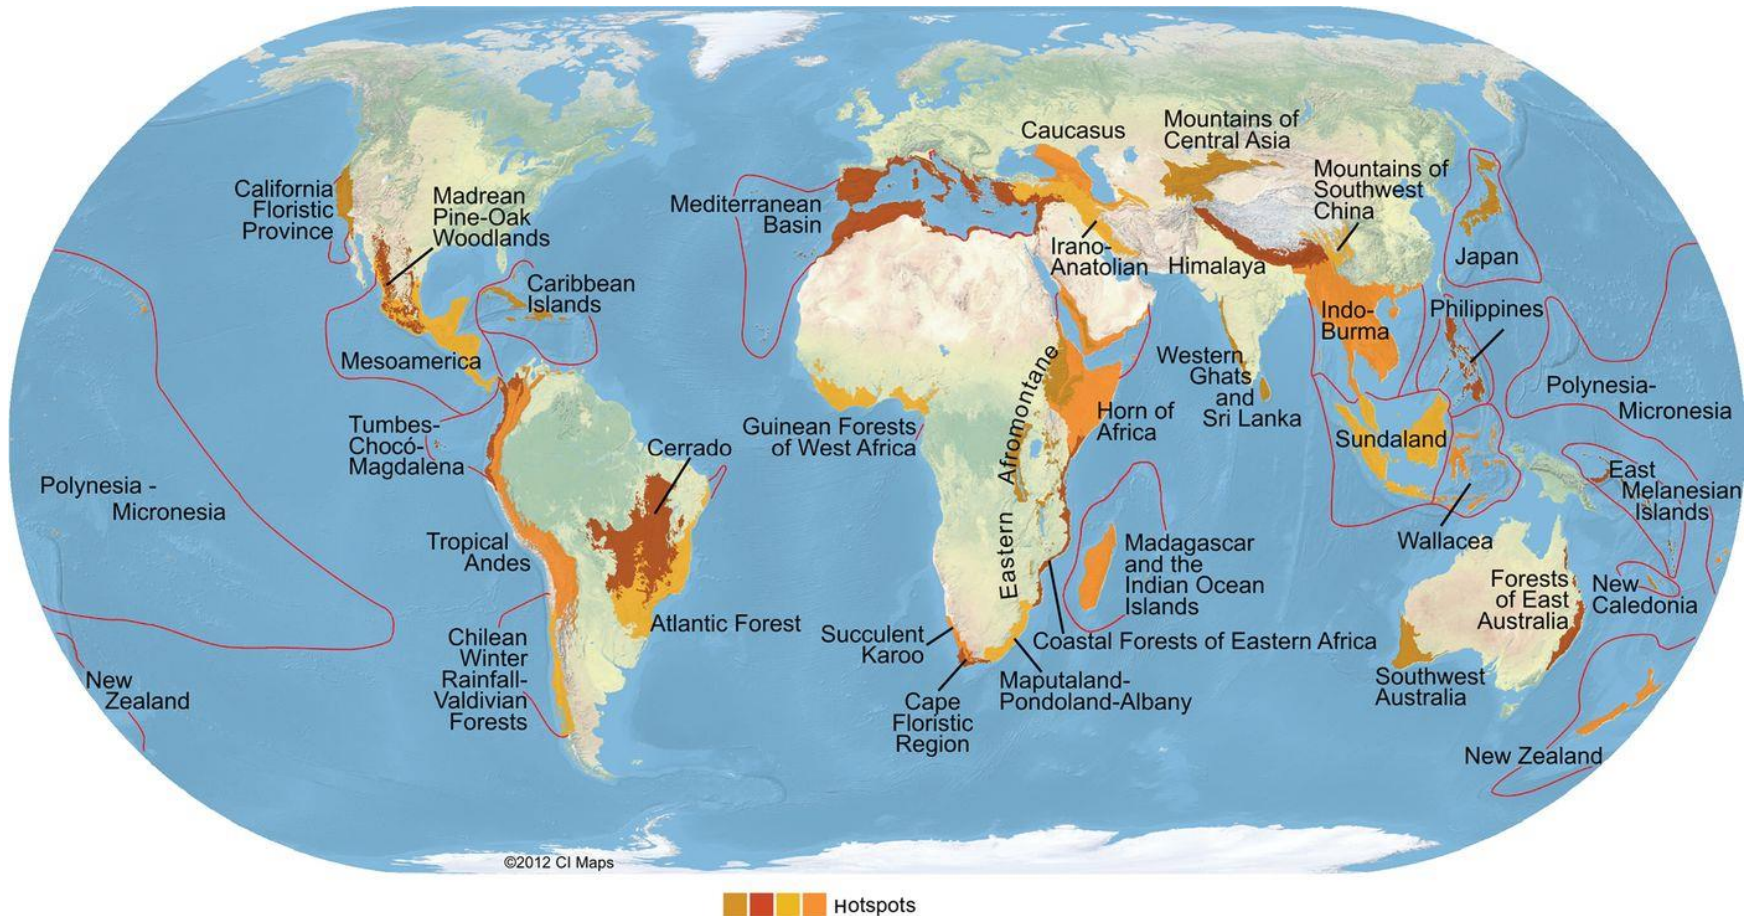 California
Floristic
Province
Madrean
Pine-Oak
Woodlands
Caribbean
Islands
Mesoamerica
Tumbes-
Chocó-
Magdalena
Polynesia -
Micronesia
Cerrado
Tropical
Andes
Atlantic Forest
Chilean
Winter
Rainfall-
Valdivian
Forests
New
Zealand
Mediterranean
Basin
Caucasus
Mountains of
Central Asia
Mountains of
Southwest
China
Irano-
Anatolian
Himalaya
Japan
Indo-
Burma
Philippines
Western
Ghats
and
Sri Lanka
Guinean Forests
of West Africa
Eastern Afromontane
Horn of
Africa
Sundaland
Polynesia-
Micronesia
East
Melanesian
Islands
Wallacea
Madagascar
and the
Indian Ocean
Islands
Forests
of East
Australia
New
Caledonia
Succulent
Karoo
Coastal Forests of Eastern Africa
Maputaland-
Pondoland-Albany
Cape
Floristic
Region
Southwest
Australia
New Zealand
©2012 CI Maps
Hotspots